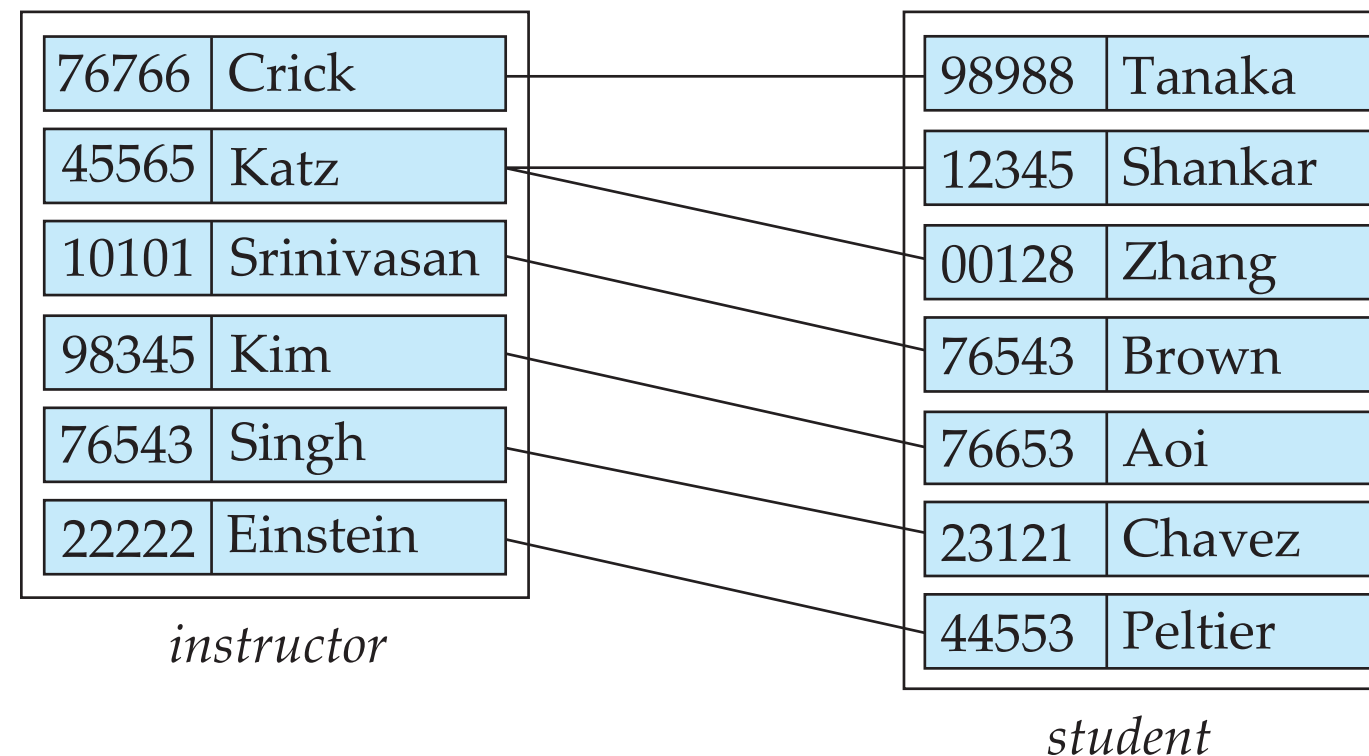 76766 Crick
45565 Katz
10101 Srinivasan
98345 Kim
76543 Singh
22222 Einstein
instructor
98988 Tanaka
12345 Shankar
00128 Zhang
76543 Brown
76653 Aoi
23121 Chavez
44553 Peltier
student